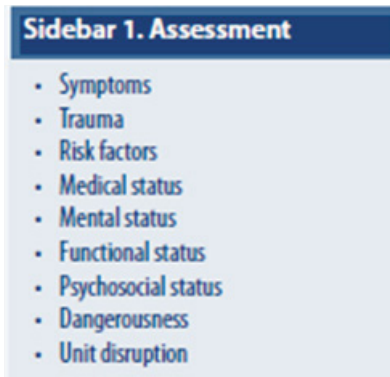 Sidebar 1. Assessment
• Symptoms
• Trauma
• Risk factors
• Medical status
• Mental status
• Functional status
• Psychosocial status
• Dangerousness
• Unit disruption